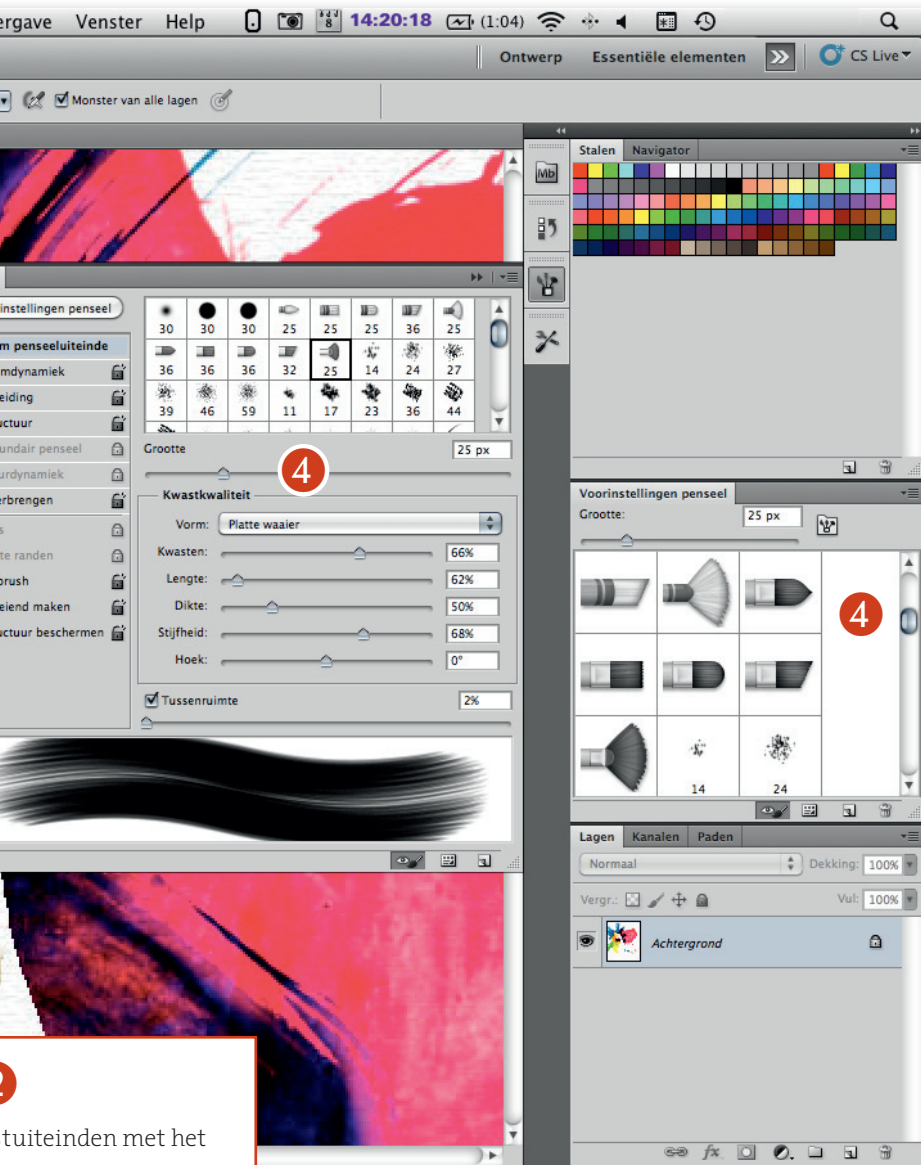 ergave Venster Help 8 14:20:18 (1:04)
Ontwerp Essentiële elementen CS Live
Monster van alle lagen
Stalen Navigator
Mb
instellingen penseel
m penseeluiteinde
mdynamiek
eiding
uctuur
undair penseel
urdynamiek
erbrengen
s
te randen
brush
eiend maken
uctuur beschermen
30 30 30 25 25 25 36 25
36 36 36 32 25 14 24 27
39 46 59 11 17 23 36 44
Grootte 25 px
4
Kwastkwaliteit
Vorm: Platte waaier
Kwasten: 66%
Lengte: 62%
Dikte: 50%
Stijfheid: 68%
Hoek: 0°
Tussenruimte 2%
Voorinstellingen penseel
Grootte: 25 px
4
14 24
Lagen Kanalen Paden
Normaal Dekking: 100%
Vergr.: Vul: 100%
Achtergrond
fx
2
tuiteinden met het